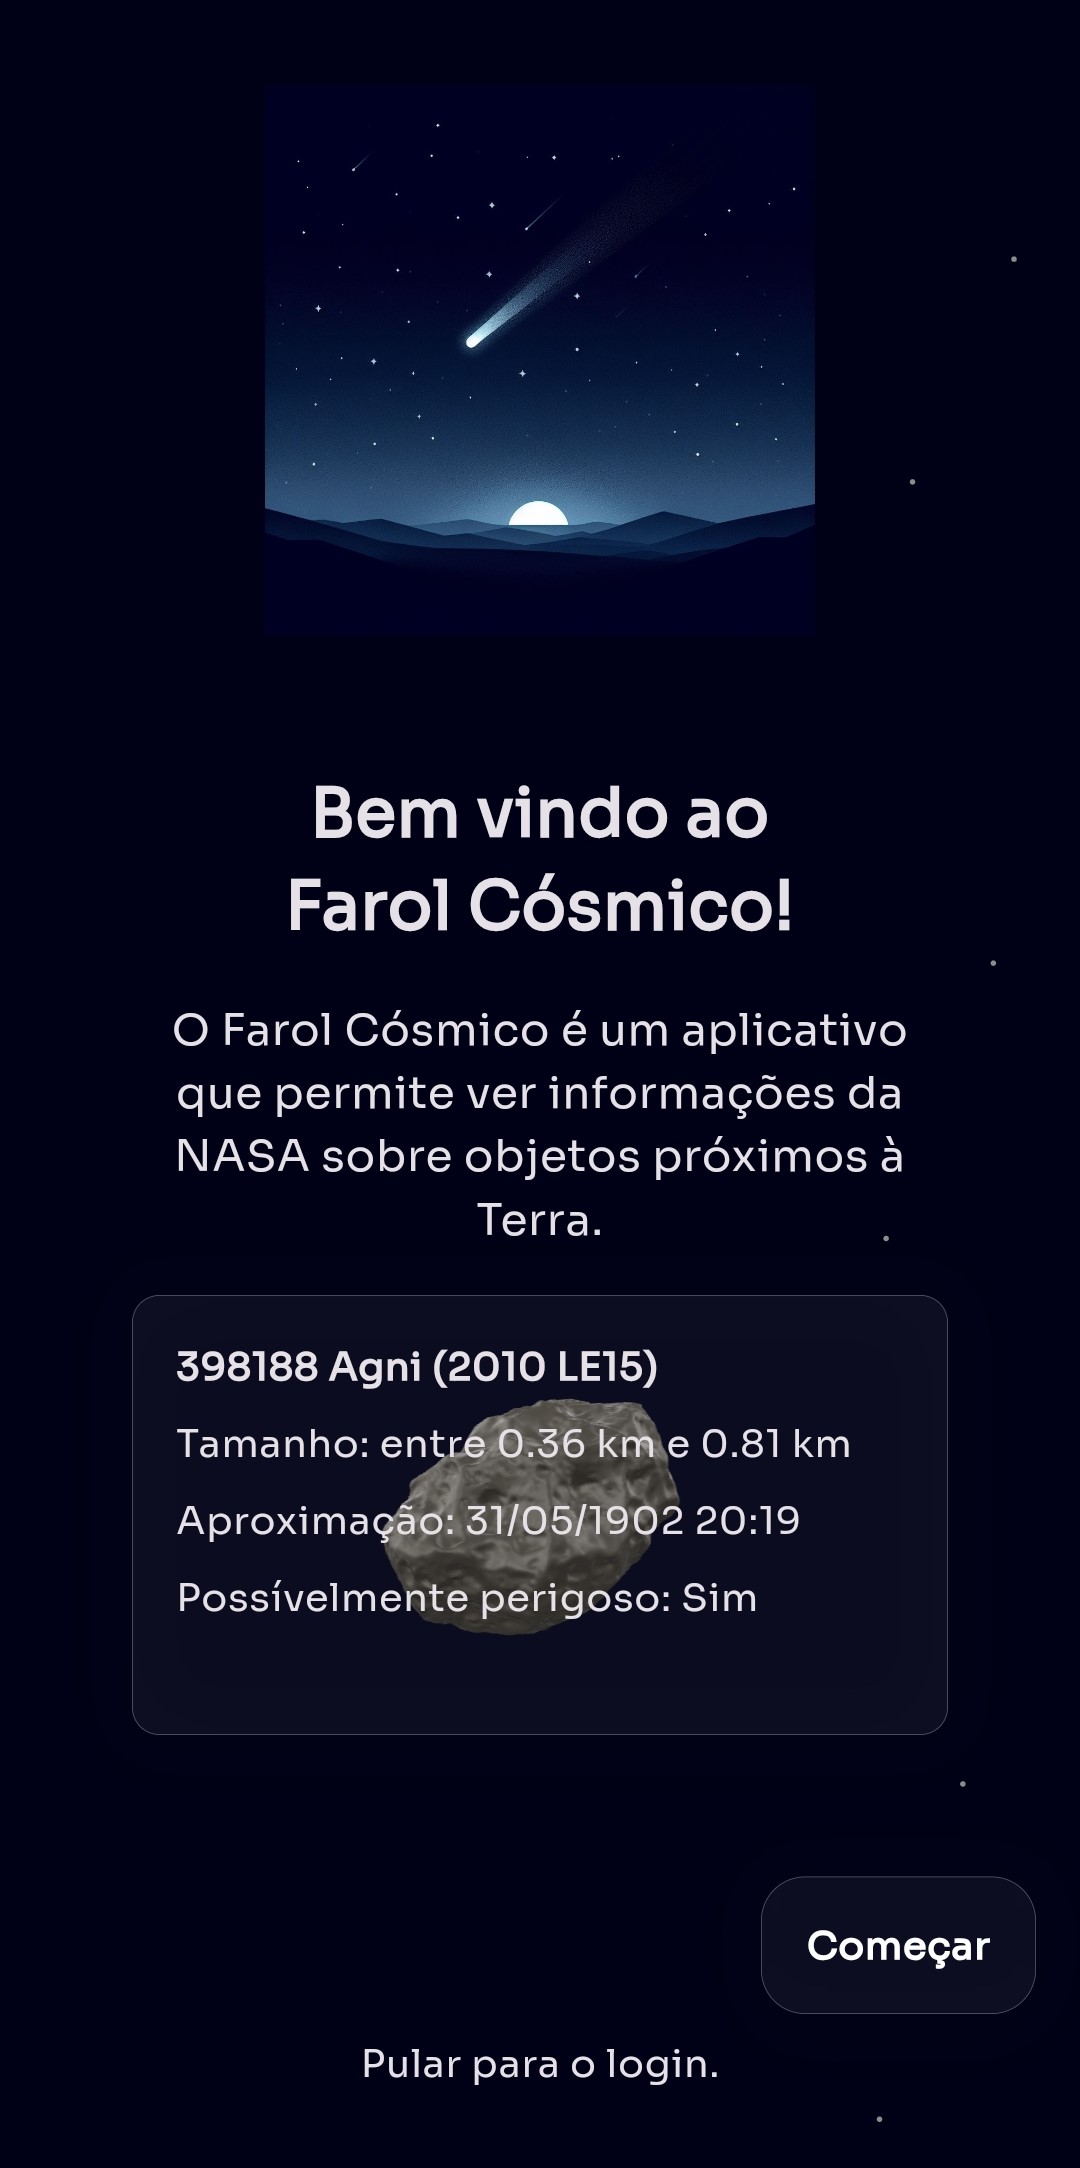 Bem vindo ao
Farol Cósmico!
O Farol Cósmico é um aplicativo
que permite ver informações da
NASA sobre objetos próximos à
Terra.
398188 Agni (2010 LE15)
Tamanho: entre 0.36 km e 0.81 km
Aproximação: 31/05/1902 20:19
Possívelmente perigoso: Sim
Começar
Pular para o login.